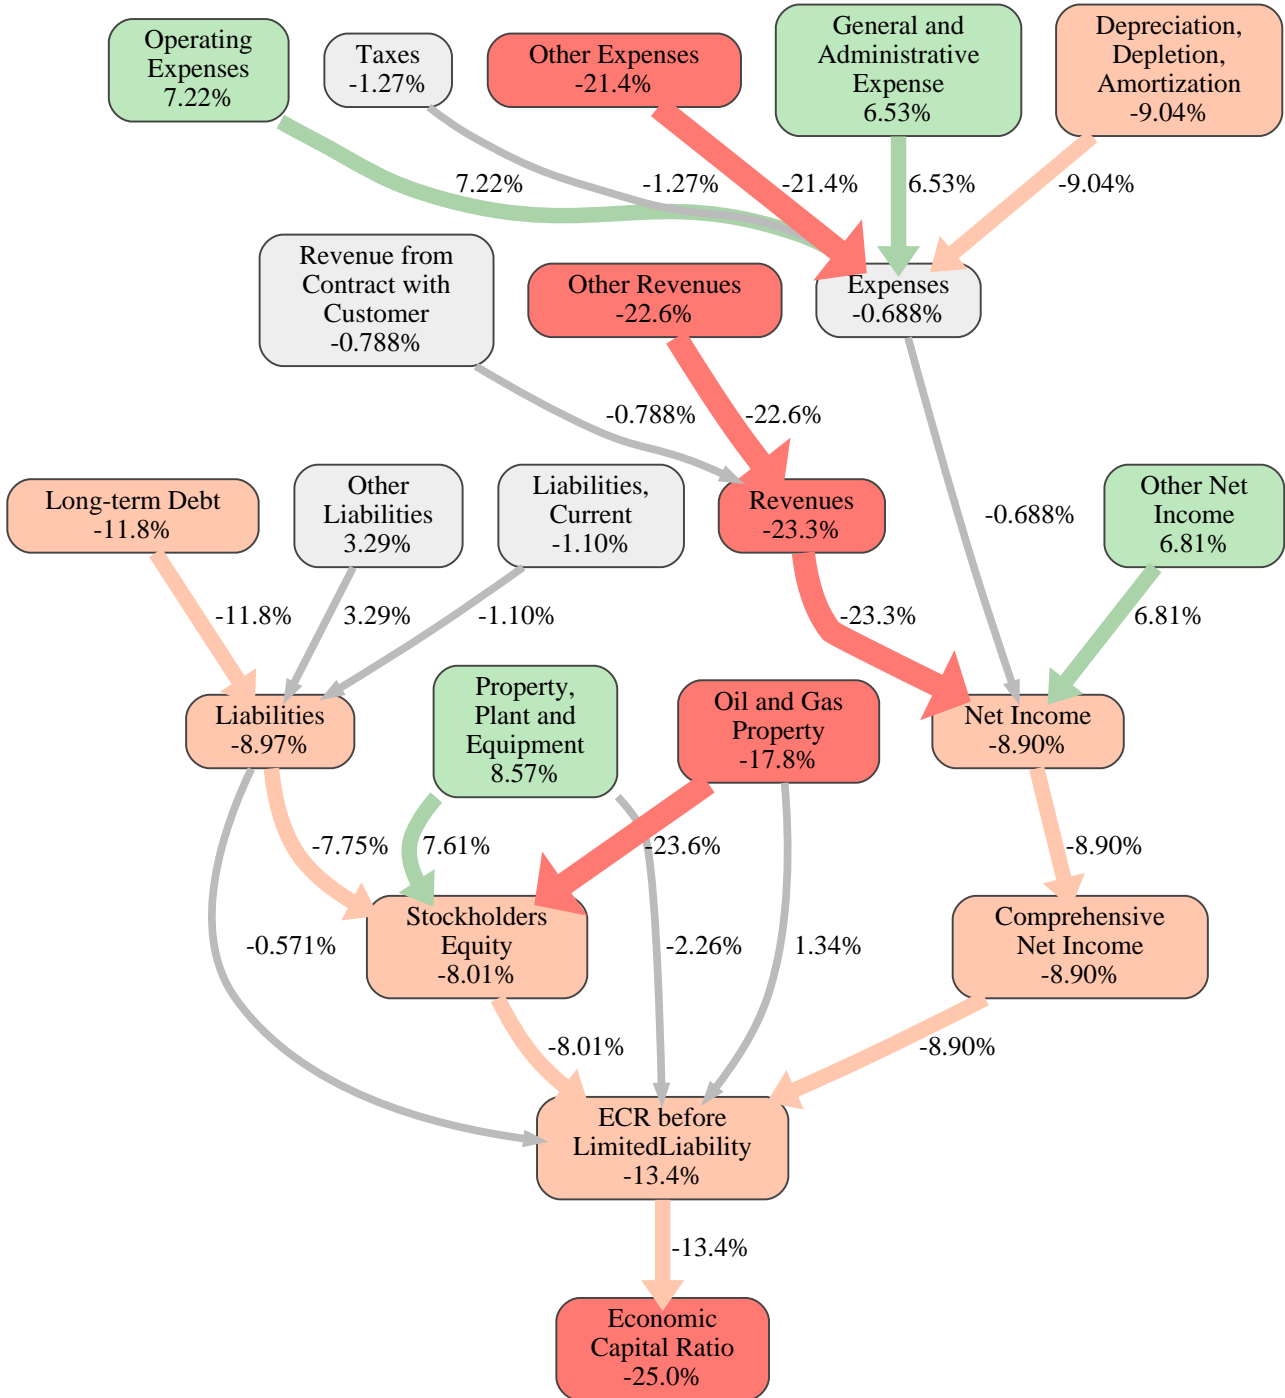 Operating
Expenses
7.22%
Taxes
-1.27%
Other Expenses
-21.4%
General and
Administrative
Expense
6.53%
Depreciation,
Depletion,
Amortization
-9.04%
7.22%
-1.27%
-21.4%
6.53%
-9.04%
Revenue from
Contract with
Customer
-0.788%
Other Revenues
-22.6%
Expenses
-0.688%
-0.788%
-22.6%
-0.688%
Long-term Debt
-11.8%
Other
Liabilities
3.29%
Liabilities,
Current
-1.10%
Revenues
-23.3%
Other Net
Income
6.81%
-11.8%
3.29%
-1.10%
-23.3%
6.81%
Liabilities
-8.97%
Property,
Plant and
Equipment
8.57%
Oil and Gas
Property
-17.8%
Net Income
-8.90%
-7.75%
7.61%
-23.6%
-8.90%
-0.571%
Stockholders
Equity
-8.01%
-2.26%
1.34%
Comprehensive
Net Income
-8.90%
-8.01%
-8.90%
ECR before
LimitedLiability
-13.4%
-13.4%
Economic
Capital Ratio
-25.0%